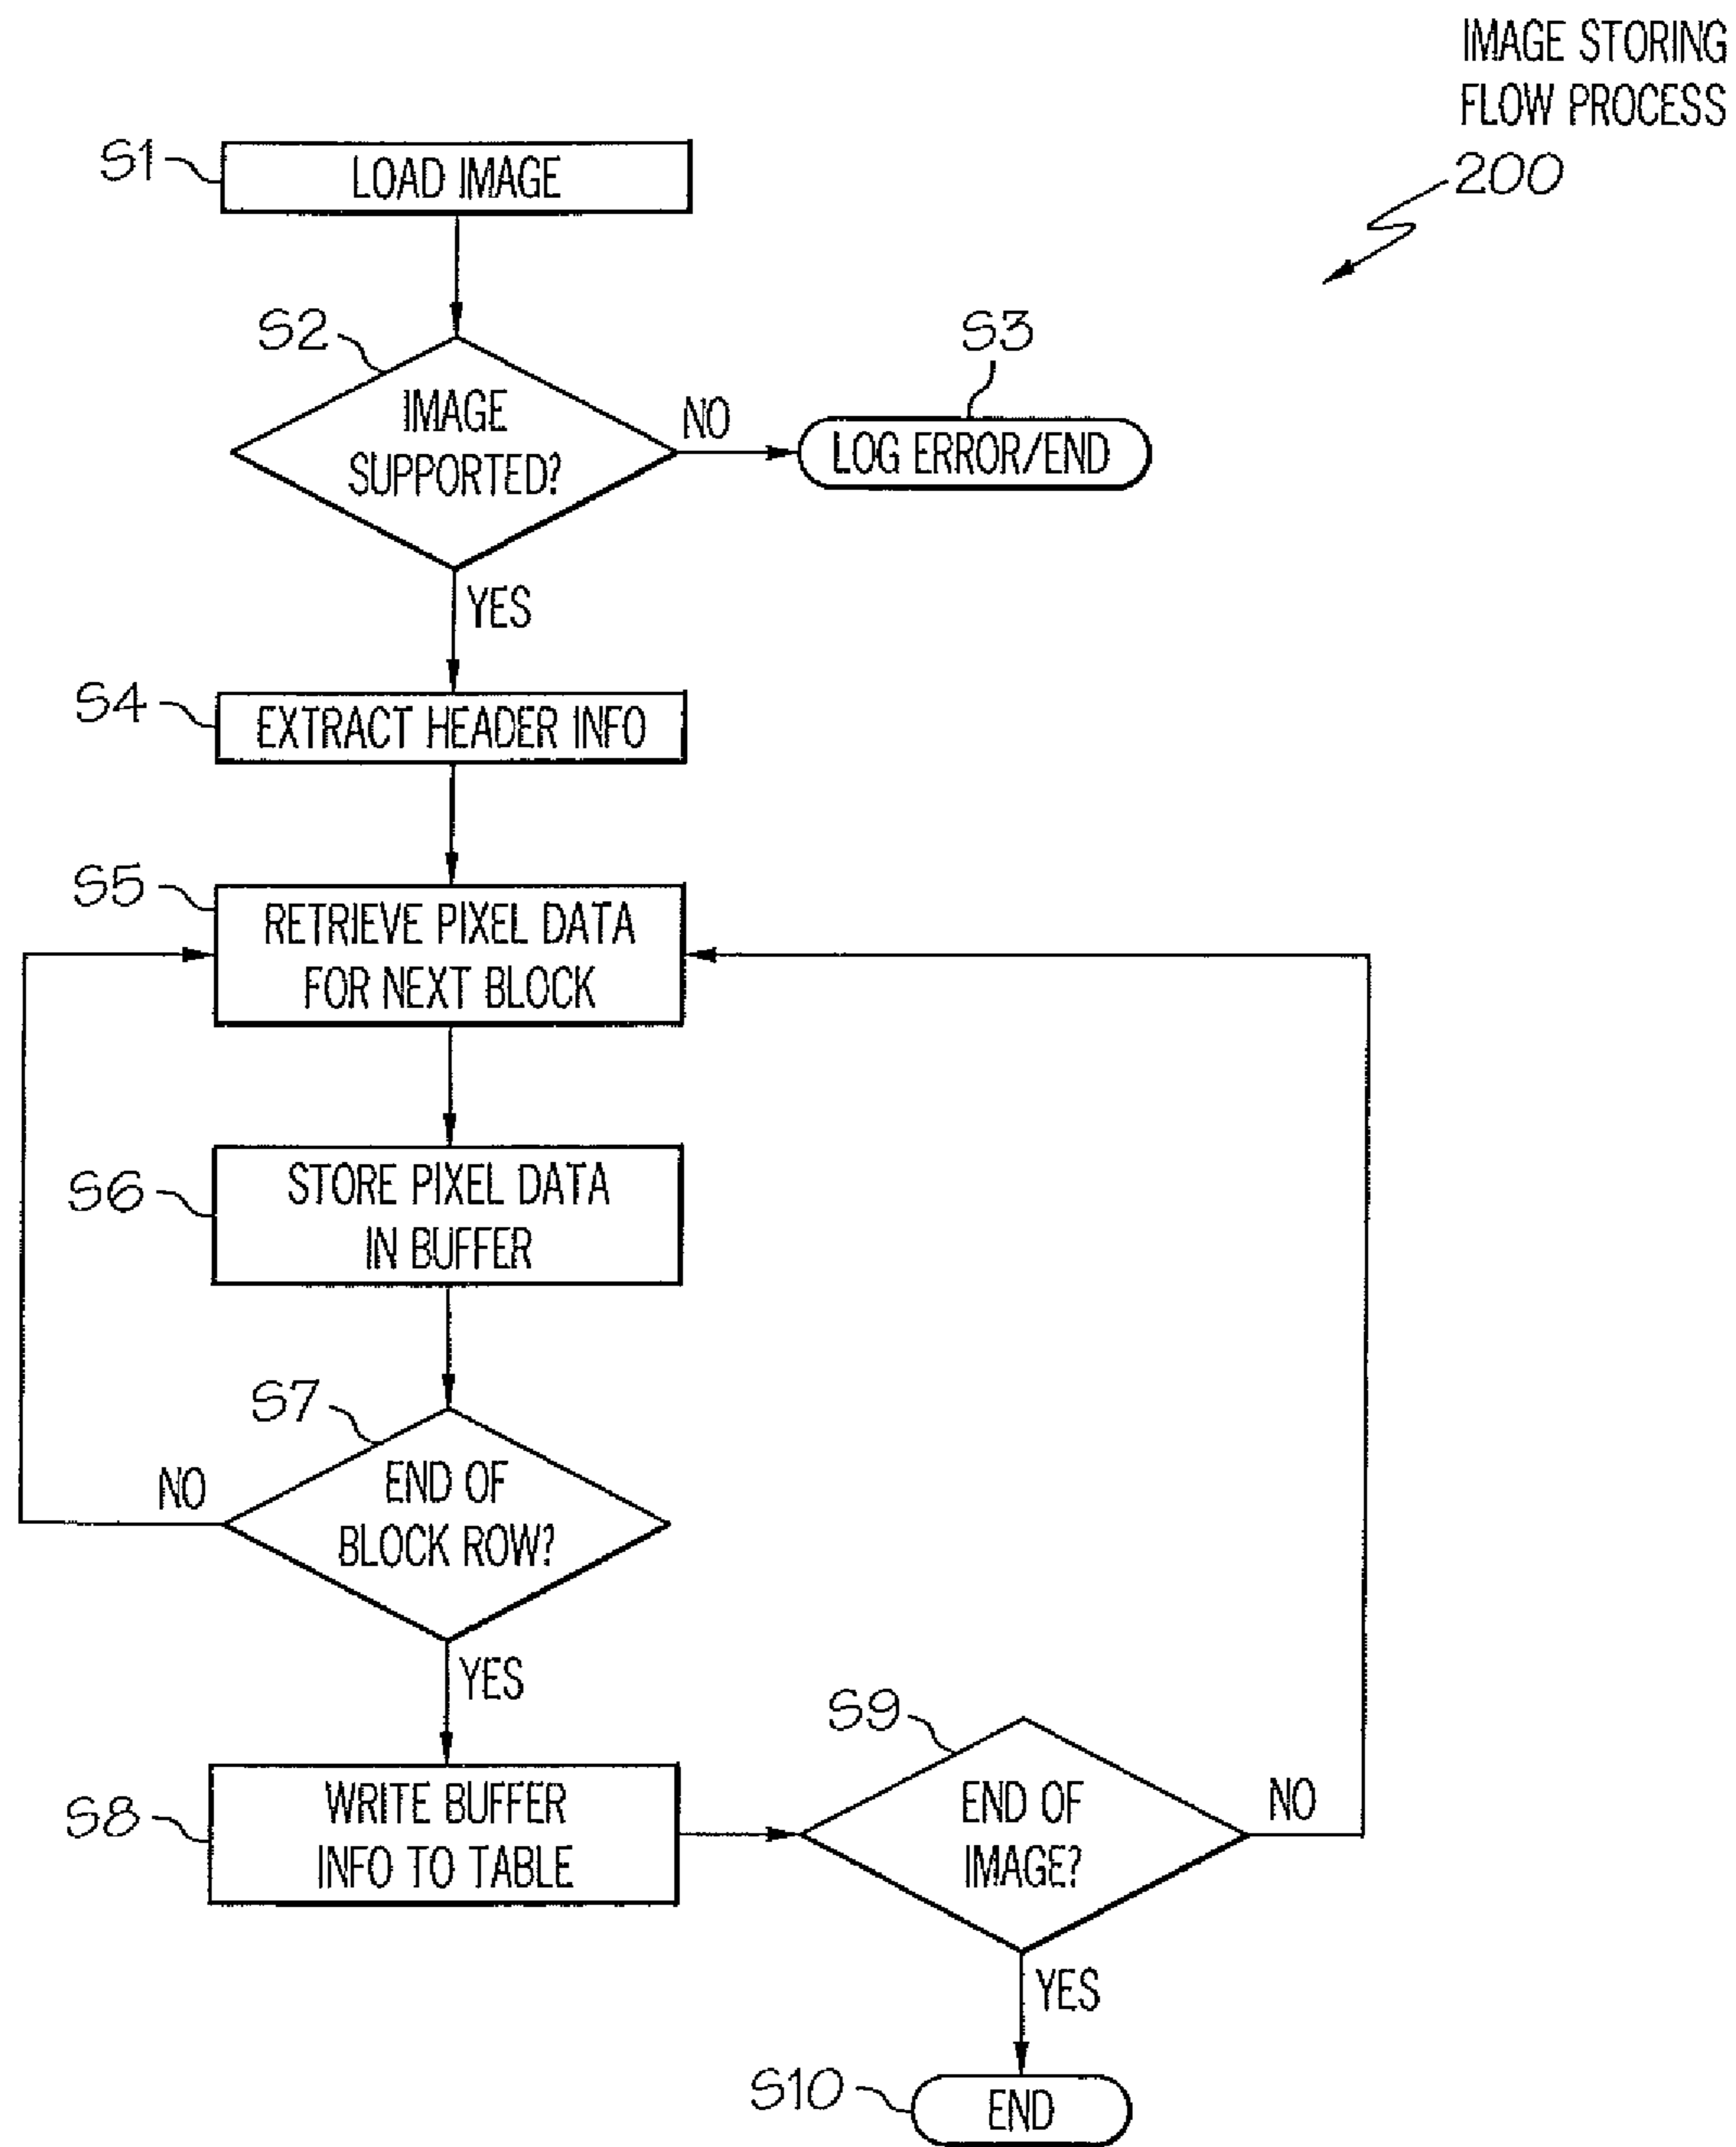 IMAGE STORING
FLOW PROCESS
200
S1
LOAD IMAGE
S2
IMAGE
SUPPORTED?
NO
S3
LOG ERROR/END
YES
S4
EXTRACT HEADER INFO
S5
RETRIEVE PIXEL DATA
FOR NEXT BLOCK
S6
STORE PIXEL DATA
IN BUFFER
S7
END OF
BLOCK ROW?
NO
YES
S8
WRITE BUFFER
INFO TO TABLE
S9
END OF
IMAGE?
NO
YES
S10
END